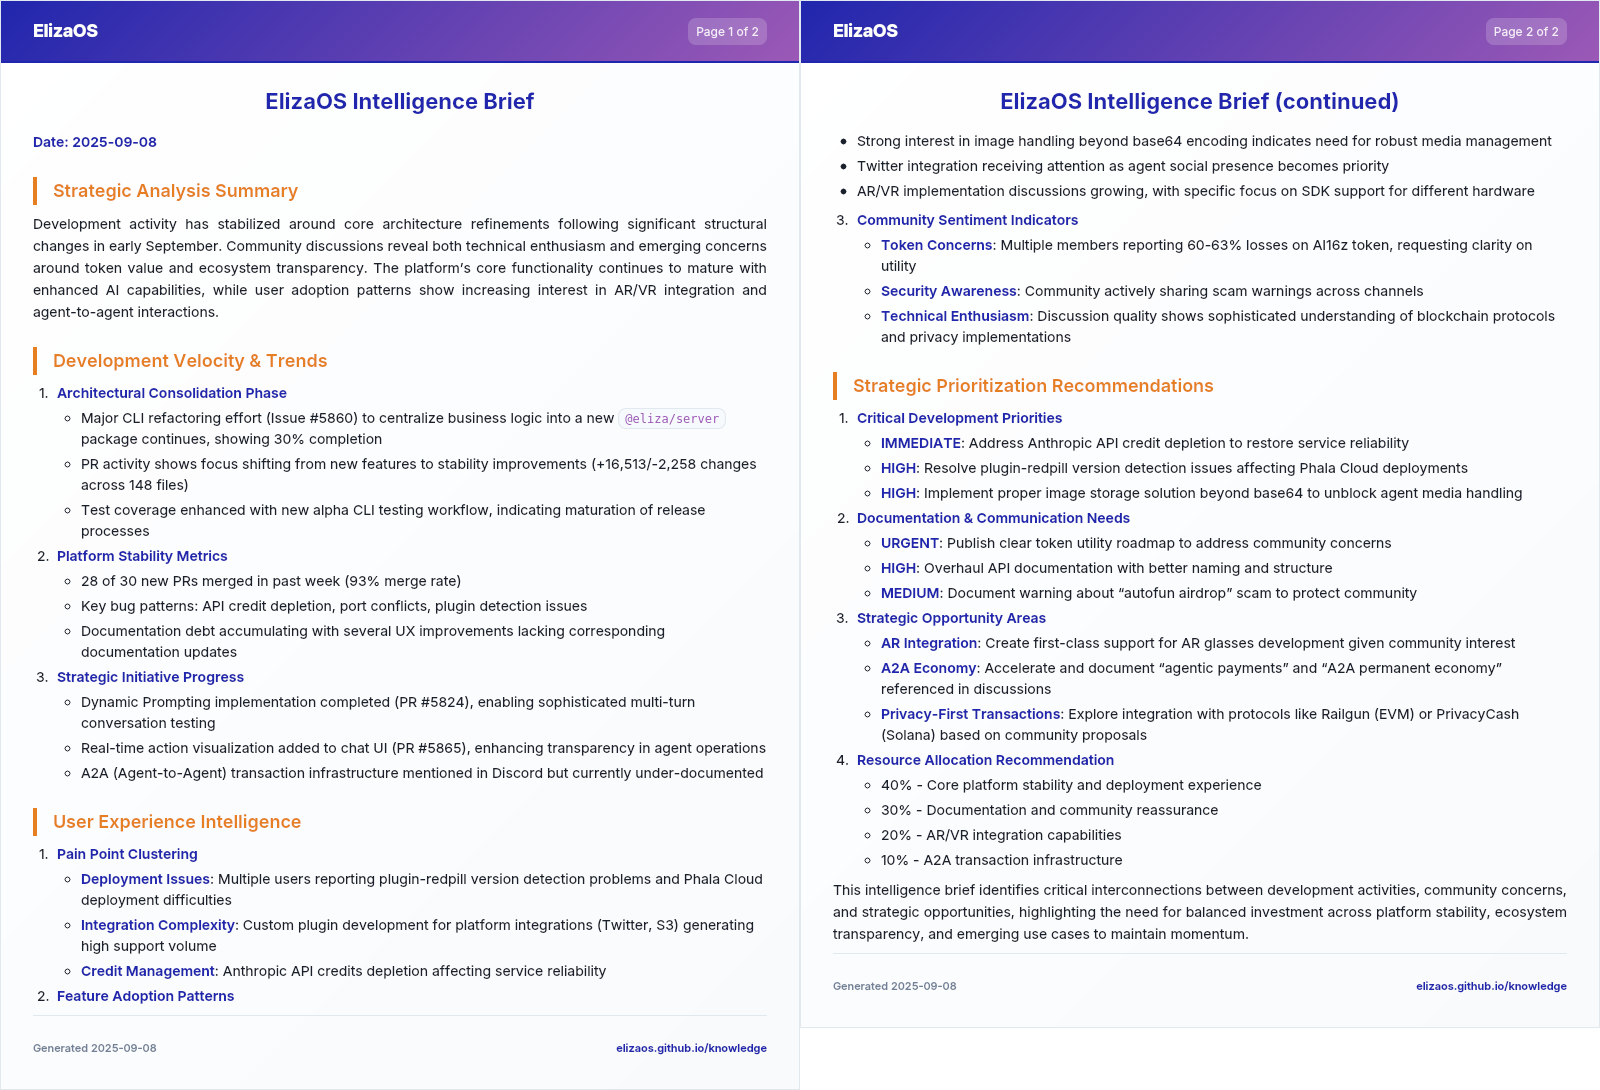 ElizaOS
Page 1 of 2
ElizaOS Intelligence Brief
Date: 2025-09-08
Strategic Analysis Summary
Development activity has stabilized around core architecture refinements following significant structural
changes in early September. Community discussions reveal both technical enthusiasm and emerging concerns
around token value and ecosystem transparency. The platform's core functionality continues to mature with
enhanced AI capabilities, while user adoption patterns show increasing interest in AR/VR integration and
agent-to-agent interactions.
Development Velocity & Trends
1. Architectural Consolidation Phase
Major CLI refactoring effort (Issue #5860) to centralize business logic into a new @eliza/server
package continues, showing 30% completion
PR activity shows focus shifting from new features to stability improvements (+16,513/-2,258 changes
across 148 files)
Test coverage enhanced with new alpha CLI testing workflow, indicating maturation of release
processes
2. Platform Stability Metrics
28 of 30 new PRs merged in past week (93% merge rate)
Key bug patterns: API credit depletion, port conflicts, plugin detection issues
Documentation debt accumulating with several UX improvements lacking corresponding
documentation updates
3. Strategic Initiative Progress
Dynamic Prompting implementation completed (PR #5824), enabling sophisticated multi-turn
conversation testing
Real-time action visualization added to chat UI (PR #5865), enhancing transparency in agent operations
A2A (Agent-to-Agent) transaction infrastructure mentioned in Discord but currently under-documented
User Experience Intelligence
1. Pain Point Clustering
Deployment Issues: Multiple users reporting plugin-redpill version detection problems and Phala Cloud
deployment difficulties
Integration Complexity: Custom plugin development for platform integrations (Twitter, S3) generating
high support volume
Credit Management: Anthropic API credits depletion affecting service reliability
2. Feature Adoption Patterns
Generated 2025-09-08
elizaos.github.io/knowledge
ElizaOS
Page 2 of 2
ElizaOS Intelligence Brief (continued)
Strong interest in image handling beyond base64 encoding indicates need for robust media management
Twitter integration receiving attention as agent social presence becomes priority
AR/VR implementation discussions growing, with specific focus on SDK support for different hardware
3. Community Sentiment Indicators
Token Concerns: Multiple members reporting 60-63% losses on AI16z token, requesting clarity on
utility
Security Awareness: Community actively sharing scam warnings across channels
Technical Enthusiasm: Discussion quality shows sophisticated understanding of blockchain protocols
and privacy implementations
Strategic Prioritization Recommendations
1. Critical Development Priorities
IMMEDIATE: Address Anthropic API credit depletion to restore service reliability
HIGH: Resolve plugin-redpill version detection issues affecting Phala Cloud deployments
HIGH: Implement proper image storage solution beyond base64 to unblock agent media handling
2. Documentation & Communication Needs
URGENT: Publish clear token utility roadmap to address community concerns
HIGH: Overhaul API documentation with better naming and structure
MEDIUM: Document warning about “autofun airdrop” scam to protect community
3. Strategic Opportunity Areas
AR Integration: Create first-class support for AR glasses development given community interest
A2A Economy: Accelerate and document “agentic payments” and “A2A permanent economy”
referenced in discussions
Privacy-First Transactions: Explore integration with protocols like Railgun (EVM) or PrivacyCash
(Solana) based on community proposals
4. Resource Allocation Recommendation
40% - Core platform stability and deployment experience
30% - Documentation and community reassurance
20% - AR/VR integration capabilities
10% - A2A transaction infrastructure
This intelligence brief identifies critical interconnections between development activities, community concerns,
and strategic opportunities, highlighting the need for balanced investment across platform stability, ecosystem
transparency, and emerging use cases to maintain momentum.
Generated 2025-09-08
elizaos.github.io/knowledge